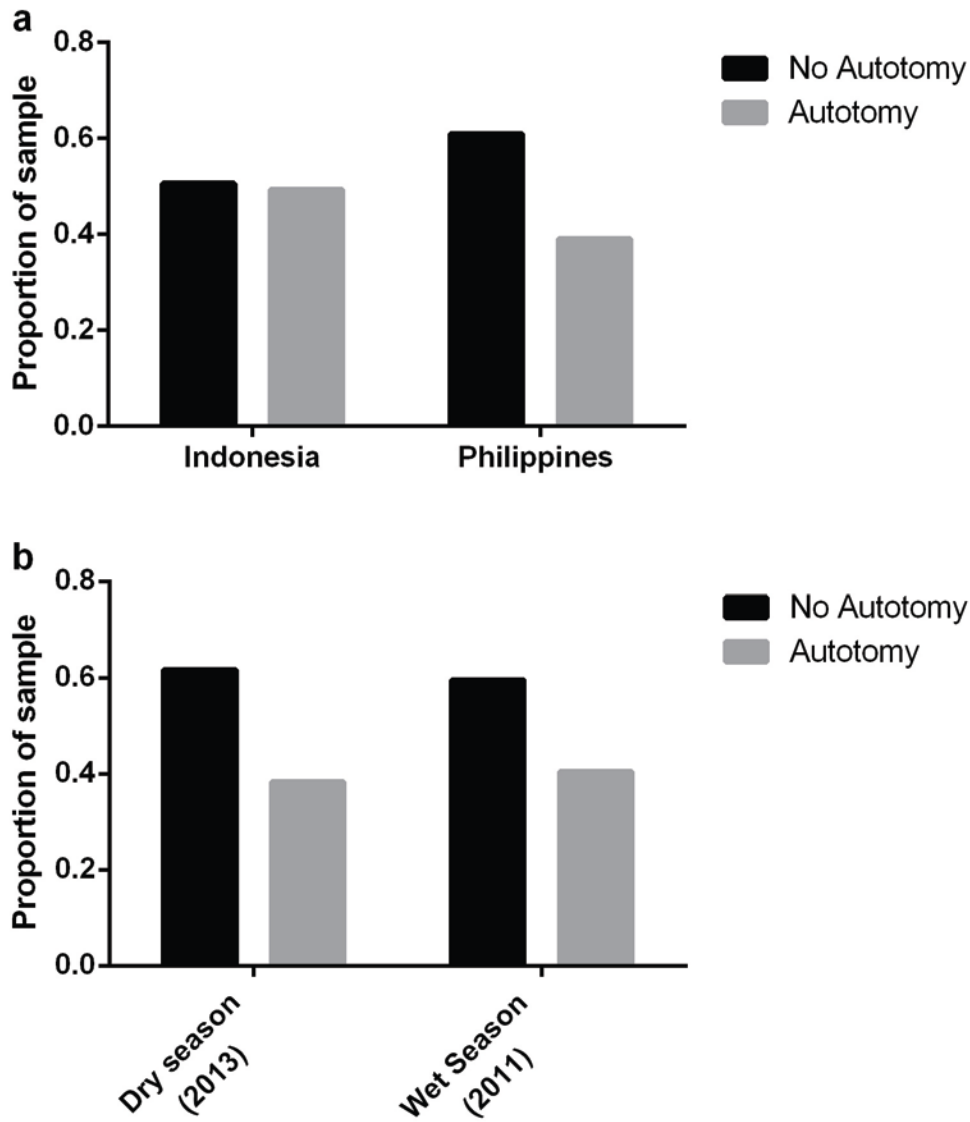 a
Proportion of sample
0.8
0.6
0.4
0.2
0.0
Indonesia
Philippines
No Autotomy
Autotomy
b
Proportion of sample
0.8
0.6
0.4
0.2
0.0
Dry season
(2013)
Wet Season
(2011)
No Autotomy
Autotomy